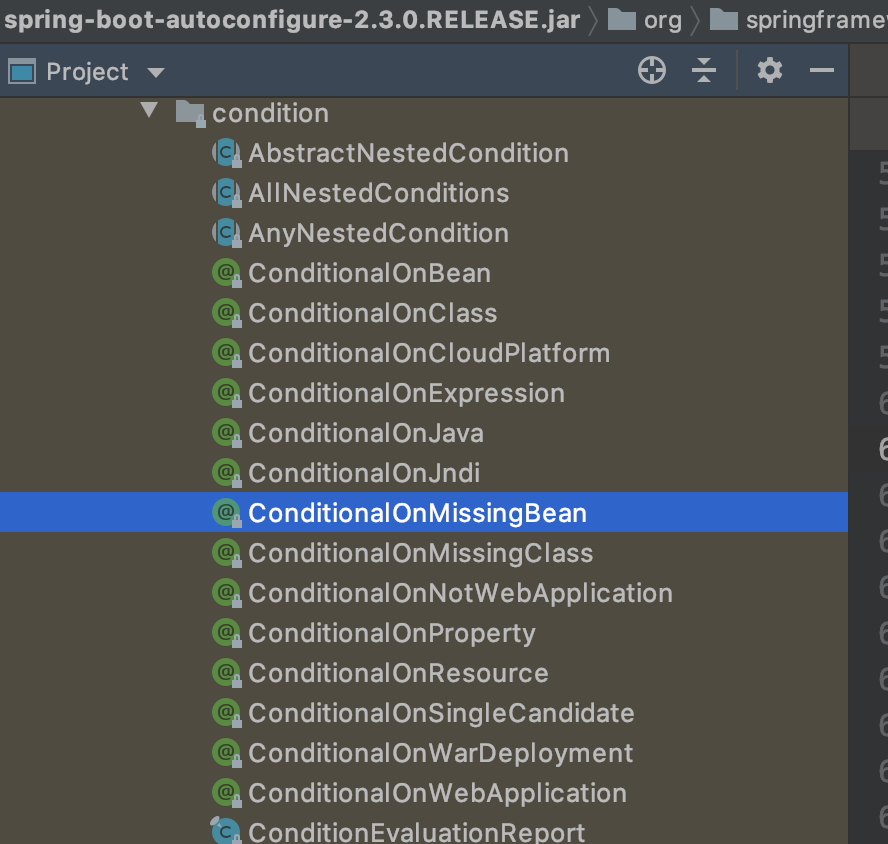 spring-boot-autoconfigure-2.3.0.RELEASE.jar org springframew
Project
condition
AbstractNestedCondition
AllNestedConditions
AnyNestedCondition
ConditionalOnBean
ConditionalOnClass
ConditionalOnCloudPlatform
ConditionalOnExpression
ConditionalOnJava
ConditionalOnJndi
ConditionalOnMissingBean
ConditionalOnMissingClass
ConditionalOnNotWebApplication
ConditionalOnProperty
ConditionalOnResource
ConditionalOnSingleCandidate
ConditionalOnWarDeployment
ConditionalOnWebApplication
ConditionEvaluationReport